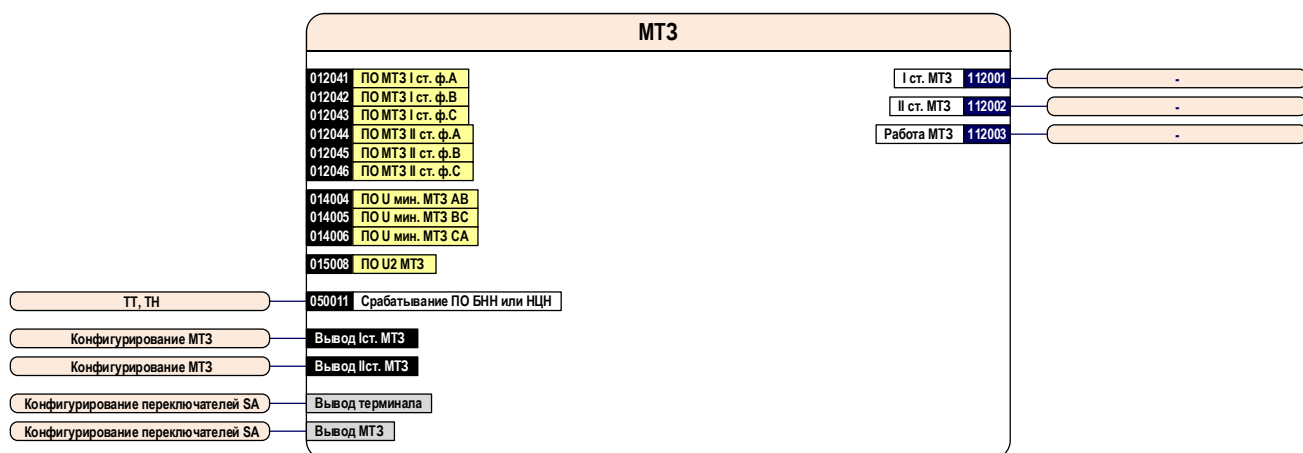 МТЗ
012041 ПО МТЗ I ст. ф.А
012042 ПО МТЗ I ст. ф.В
012043 ПО МТЗ I ст. ф.С
012044 ПО МТЗ II ст. ф.А
012045 ПО МТЗ II ст. ф.В
012046 ПО МТЗ II ст. ф.С
014004 ПО U мин. МТЗ АВ
014005 ПО U мин. МТЗ ВС
014006 ПО U мин. МТЗ СА
015008 ПО U2 МТЗ
ТТ, ТН 050011 Срабатывание ПО БНН или НЦН
Конфигурирование МТЗ Вывод Iст. МТЗ
Конфигурирование МТЗ Вывод IIст. МТЗ
Конфигурирование переключателей SA Вывод терминала
Конфигурирование переключателей SA Вывод МТЗ
I ст. МТЗ 112001 -
II ст. МТЗ 112002 -
Работа МТЗ 112003 -